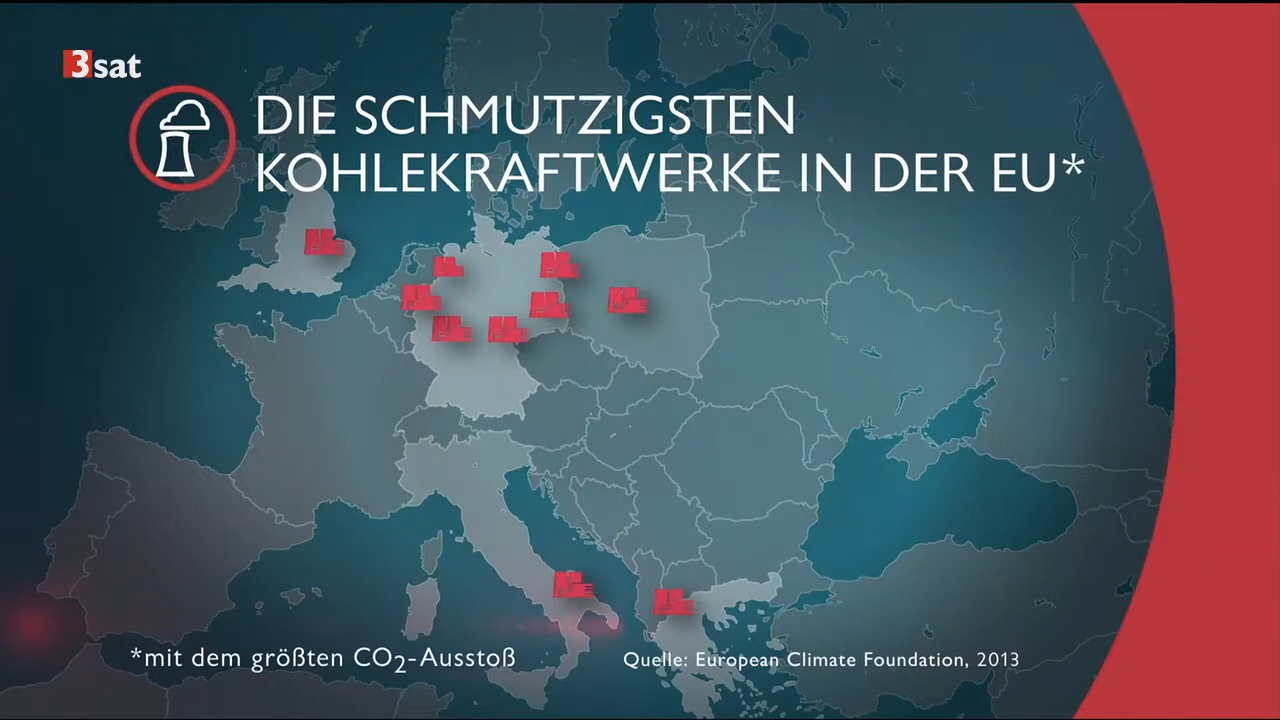 3sat
DIE SCHMUTZIGSTEN
KOHLEKRAFTWERKE IN DER EU*
*mit dem größten CO₂-Ausstoß
Quelle: European Climate Foundation, 2013